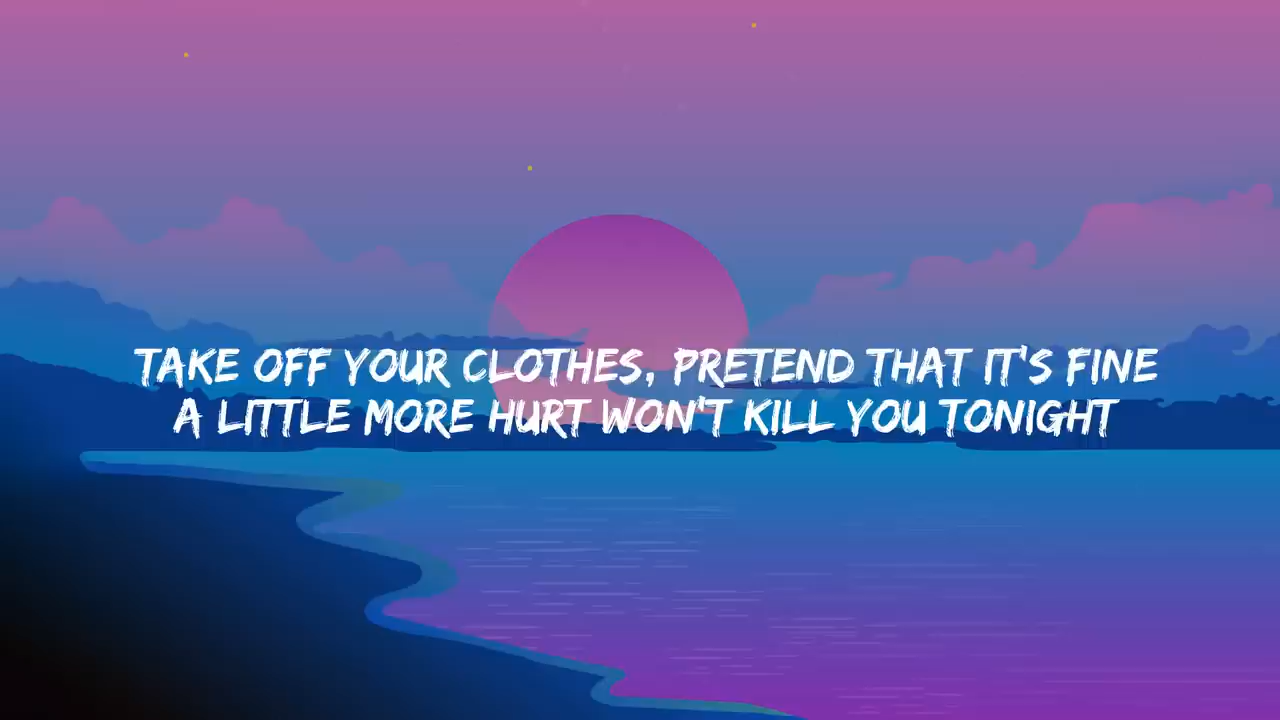 TAKE OFF YOUR CLOTHES, PRETEND THAT IT'S FINE
A LITTLE MORE HURT WON'T KILL YOU TONIGHT